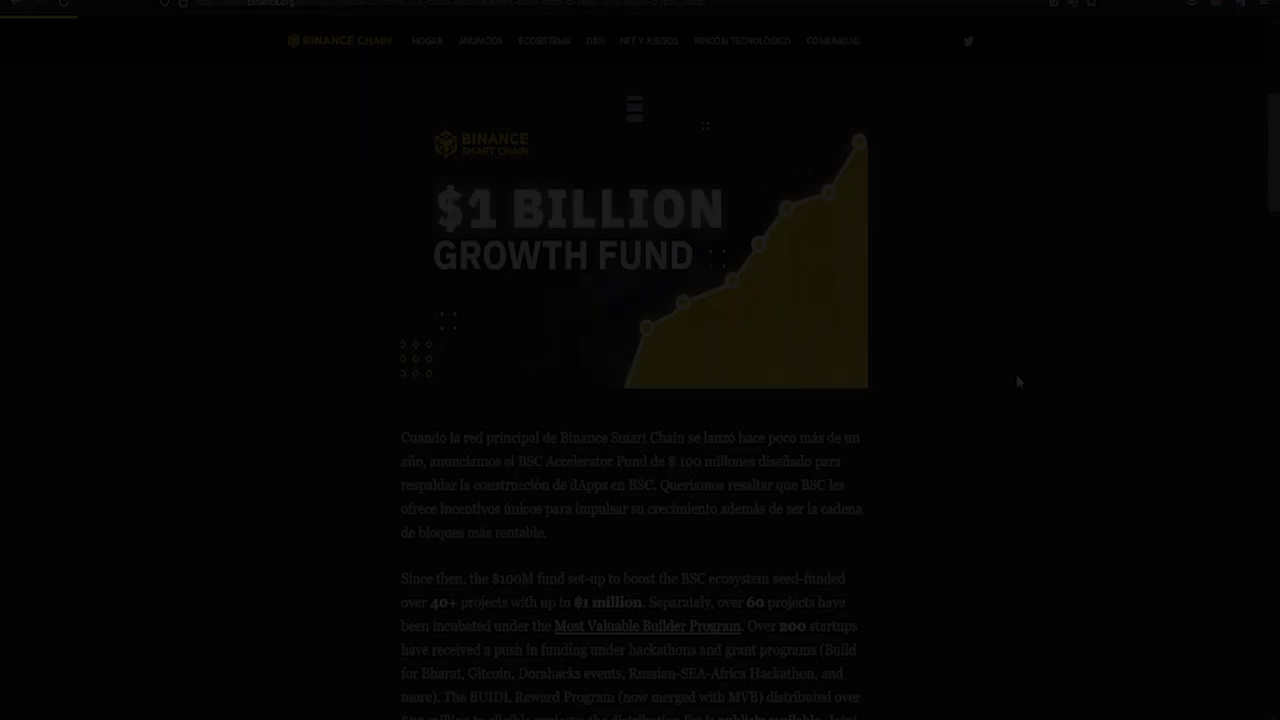 BINANCE CHAIN HOGAR ANUNCIOS ECOSISTEMA DEFI NFT Y JUEGOS RINCÓN TECNOLÓGICO COMUNIDAD
BINANCE
SMART CHAIN
$1 BILLION
GROWTH FUND
Cuando la red principal de Binance Smart Chain se lanzó hace poco más de un
año, anunciamos el BSC Accelerator Fund de $ 100 millones diseñado para
respaldar la construcción de dApps en BSC. Queríamos resaltar que BSC les
ofrece incentivos únicos para impulsar su crecimiento además de ser la cadena
de bloques más rentable.
Since then, the $100M fund set-up to boost the BSC ecosystem seed-funded
over 40+ projects with up to $1 million. Separately, over 60 projects have
been incubated under the Most Valuable Builder Program. Over 200 startups
have received a push in funding under hackathons and grant programs (Build
for Bharat, Gitcoin, Dorahacks events, Russian-SEA-Africa Hackathon, and
more). The BUIDL Reward Program (now merged with MVB) distributed over